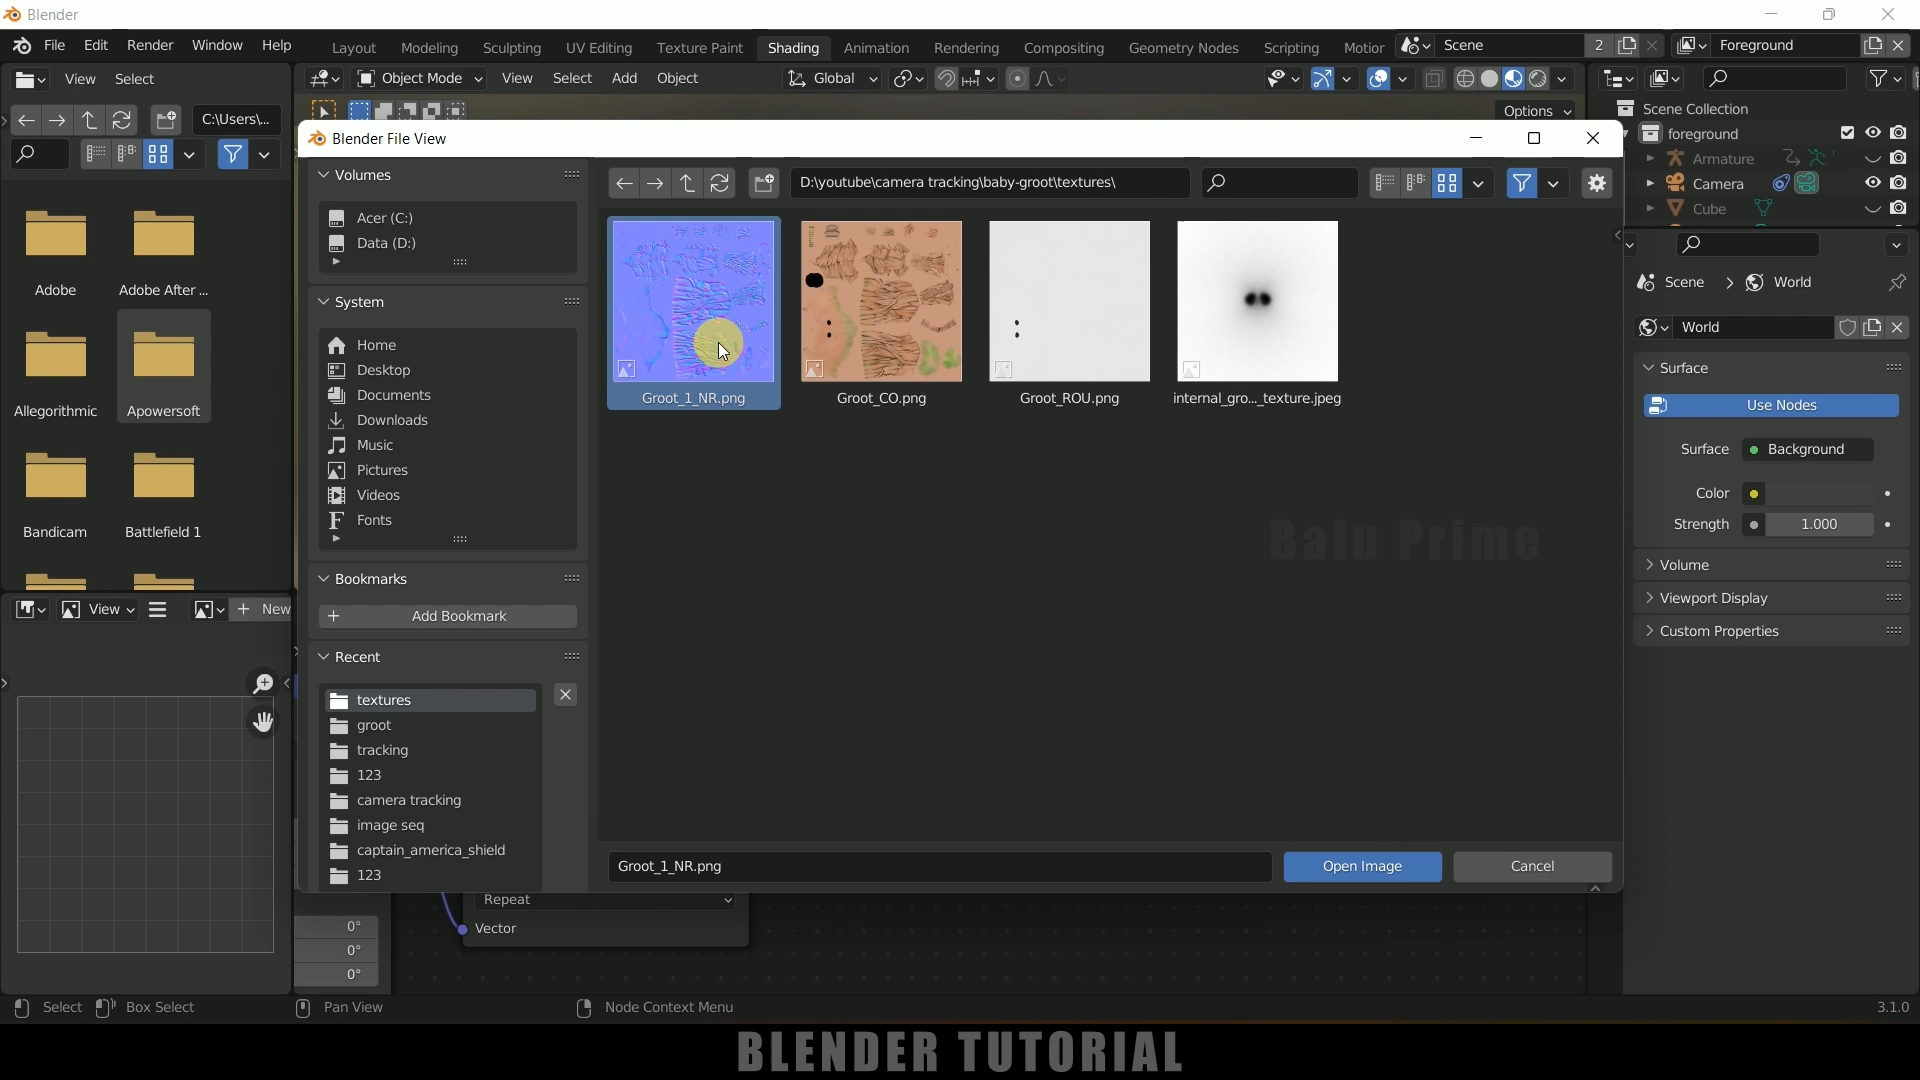 Blender
File Edit Render Window Help
Layout Modeling Sculpting UV Editing Texture Paint Shading Animation Rendering Compositing Geometry Nodes Scripting Motior
Scene 2 Foreground
View Select
Object Mode View Select Add Object Global
C:\Users\...
Options
Scene Collection
foreground
Armature
Camera
Cube
Blender File View
Volumes
Acer (C:)
Data (D:)
System
Home
Desktop
Documents
Downloads
Music
Pictures
Videos
Fonts
Bookmarks
Add Bookmark
Recent
textures
groot
tracking
123
camera tracking
image seq
captain_america_shield
123
D:\youtube\camera tracking\baby-groot\textures\
Groot_1_NR.png
Groot_CO.png
Groot_ROU.png
internal_gro..._texture.jpeg
Balu Prime
Groot_1_NR.png
Open Image
Cancel
Adobe
Adobe After ...
Allegorithmic
Apowersoft
Bandicam
Battlefield 1
View New
Scene World
World
Surface
Use Nodes
Surface Background
Color
Strength 1.000
Volume
Viewport Display
Custom Properties
Repeat
Vector
0°
0°
0°
Select Box Select Pan View Node Context Menu 3.1.0
BLENDER TUTORIAL